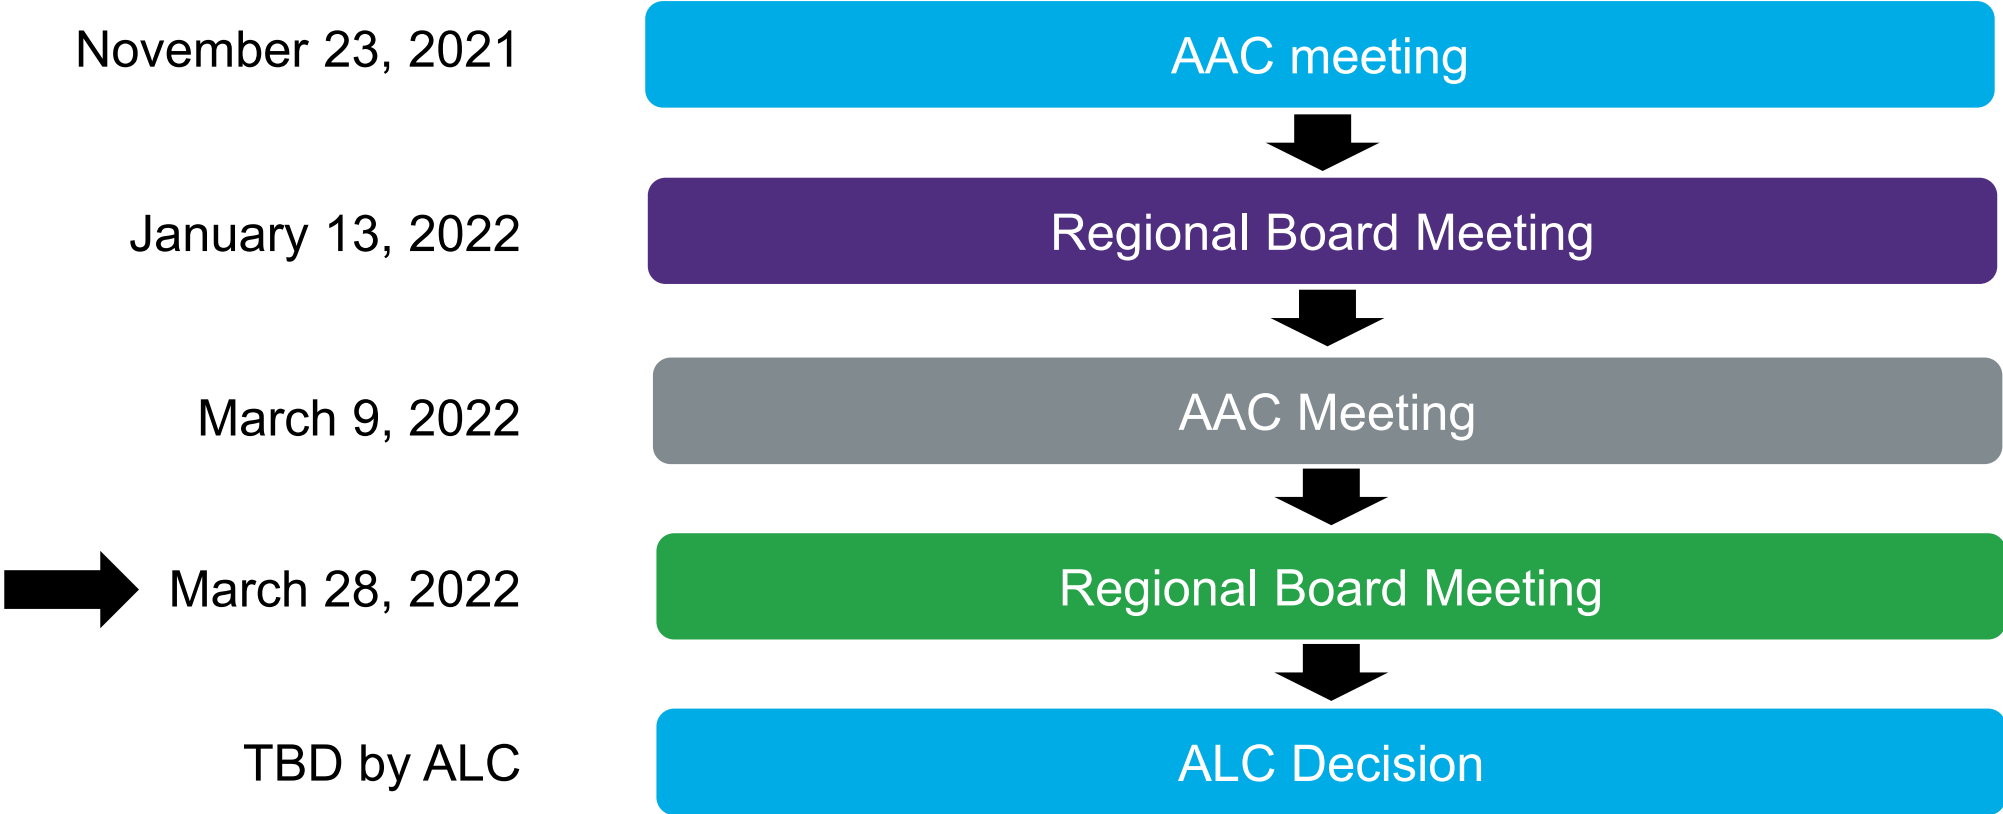 November 23, 2021
AAC meeting
January 13, 2022
Regional Board Meeting
March 9, 2022
AAC Meeting
March 28, 2022
Regional Board Meeting
TBD by ALC
ALC Decision